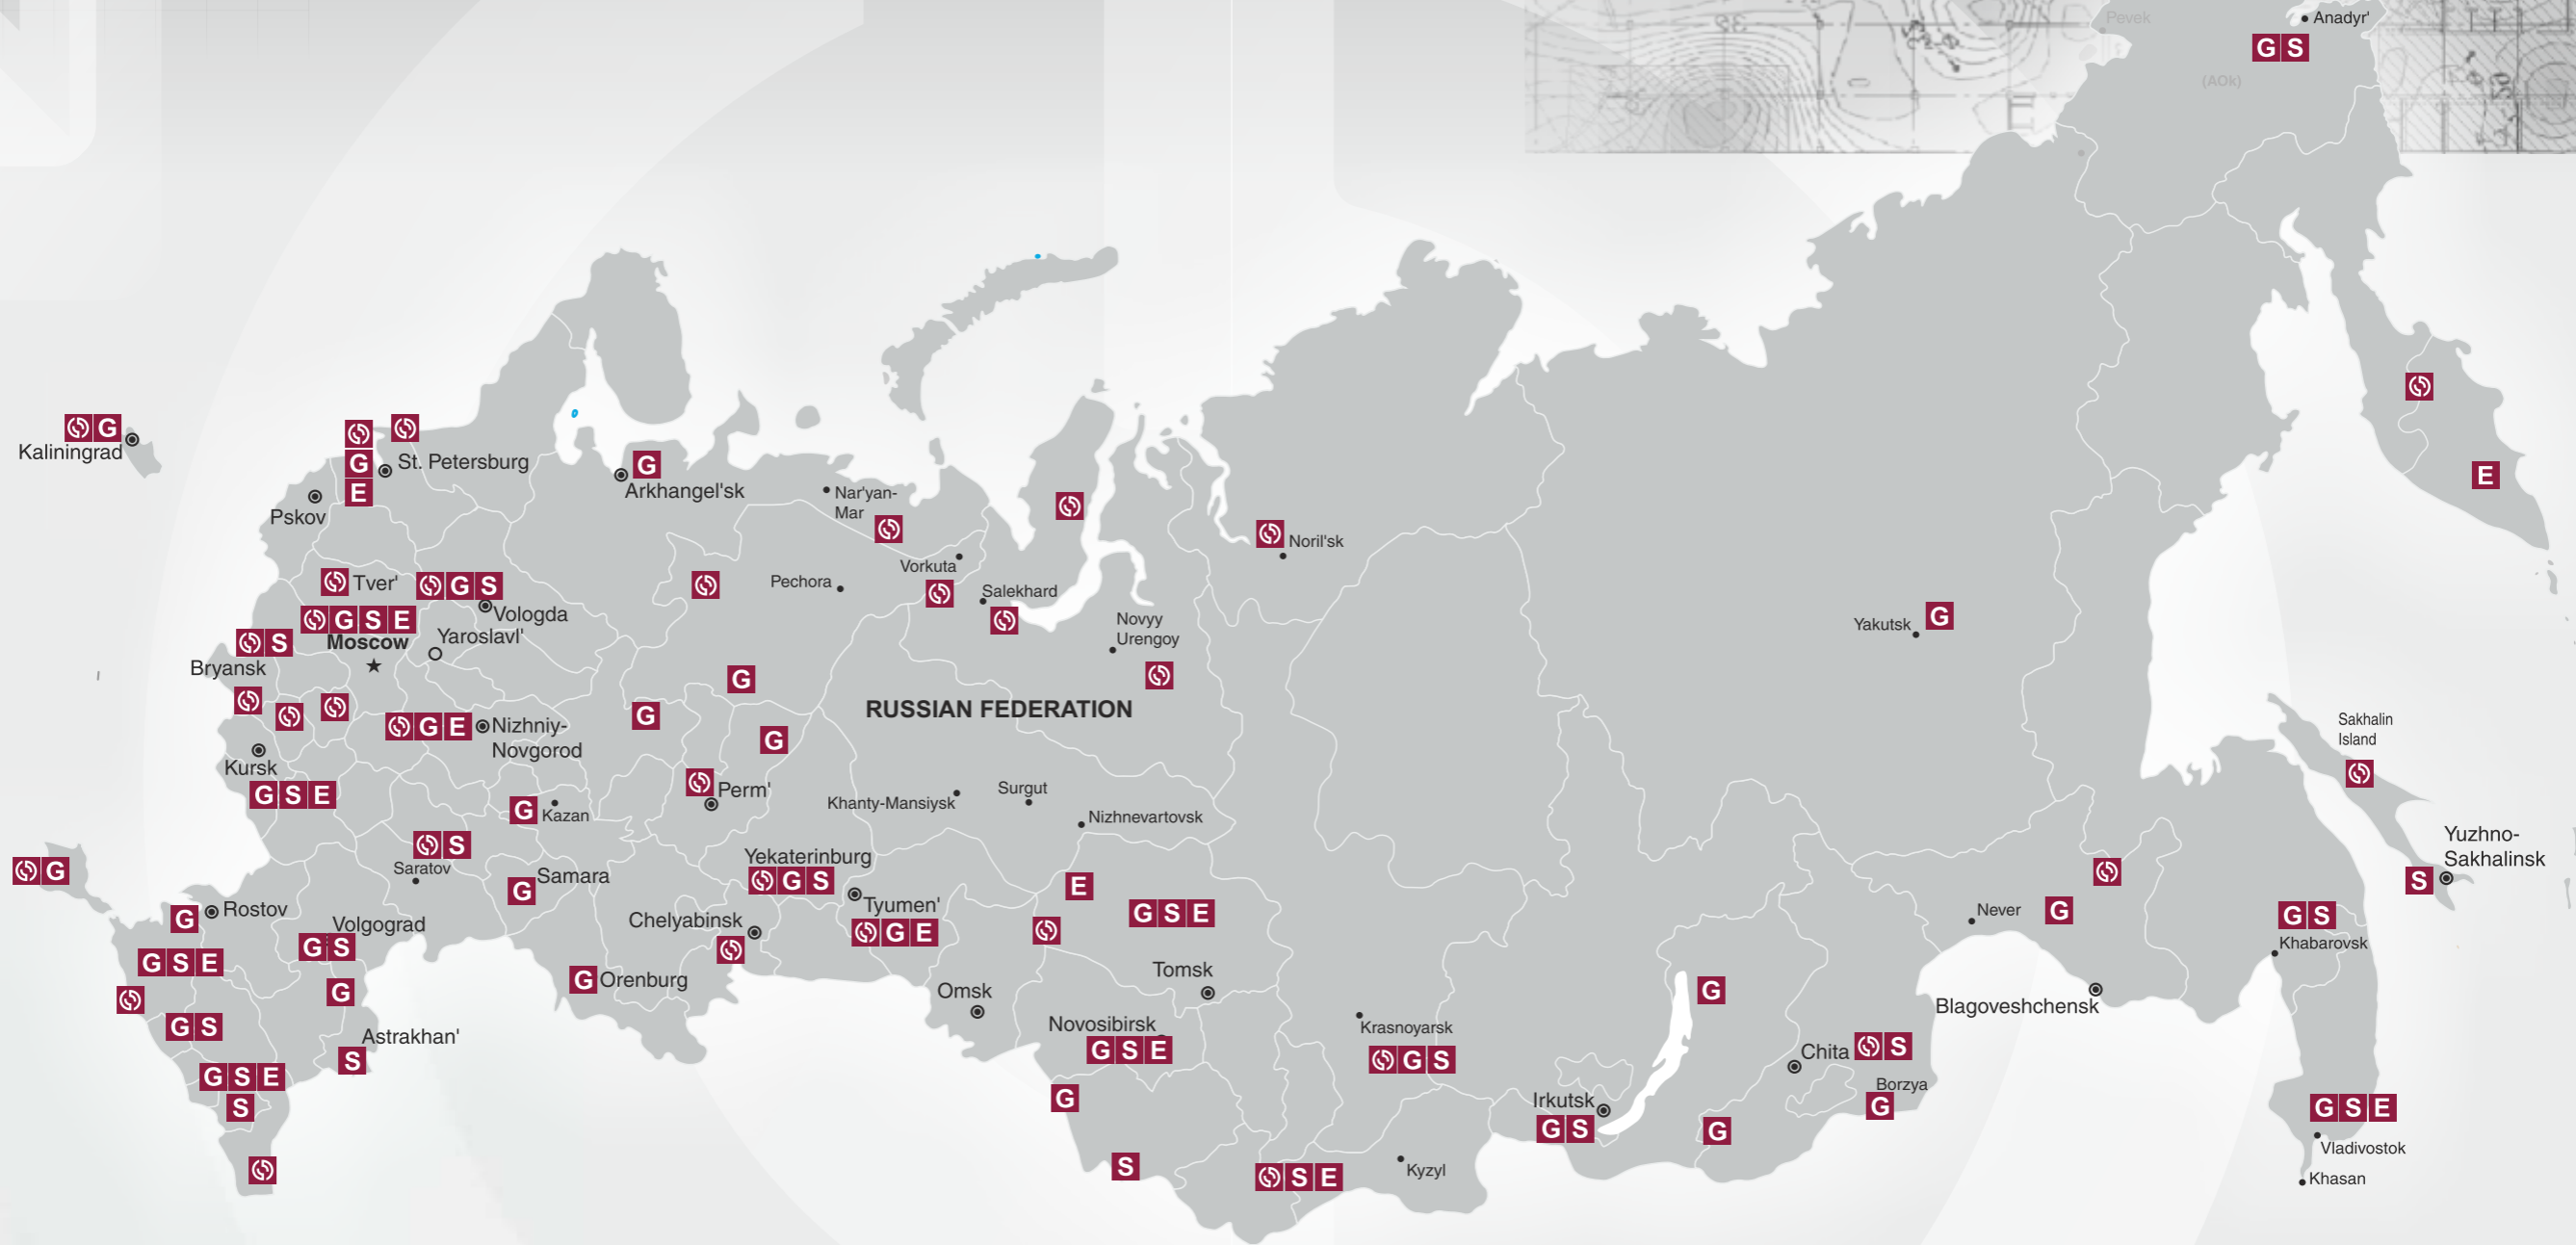 Pevek
Anadyr'
G S
(AOk)
G
Kaliningrad
G
E
St. Petersburg
Pskov
G
Arkhangel'sk
Nar'yan-
Mar
E
Noril'sk
Vorkuta
Pechora
Salekhard
Tver'
G S
Vologda
G S E
Moscow
Yaroslavl'
S
Bryansk
Novyy
Urengoy
Yakutsk
G
G
G
G
RUSSIAN FEDERATION
G E
Nizhniy-
Novgorod
Kursk
G S E
Sakhalin
Island
Perm'
G
Kazan
Khanty-Mansiysk
Surgut
Nizhnevartovsk
S
Saratov
G
Samara
G
Yekaterinburg
G S
Tyumen'
G E
E
G S E
Yuzhno-
Sakhalinsk
S
G
Rostov
Volgograd
G S
Chelyabinsk
Never
G
G S
Khabarovsk
G S E
G
G
Orenburg
Omsk
Tomsk
G
Blagoveshchensk
G S
Astrakhan'
S
Novosibirsk
G S E
Krasnoyarsk
G S
Chita
S
Borzya
G
G S E
S
G
Irkutsk
G S
G
G S E
Vladivostok
S
S E
Kyzyl
Khasan